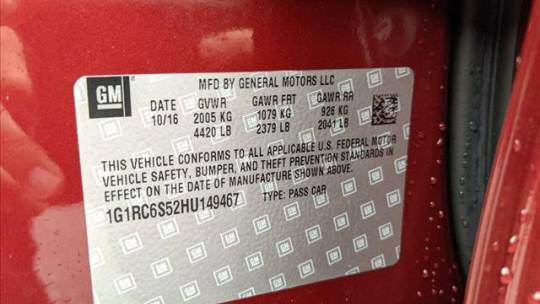 GM
MFD BY GENERAL MOTORS LLC
DATE GVWR GAWR FRT GAWR RR
10/16 2005 KG 1079 KG 926 KG
4420 LB 2379 LB 2041 LB
THIS VEHICLE CONFORMS TO ALL APPLICABLE U.S. FEDERAL MOTOR
VEHICLE SAFETY, BUMPER, AND THEFT PREVENTION STANDARDS IN
EFFECT ON THE DATE OF MANUFACTURE SHOWN ABOVE.
1G1RC6S52HU149467 TYPE: PASS CAR